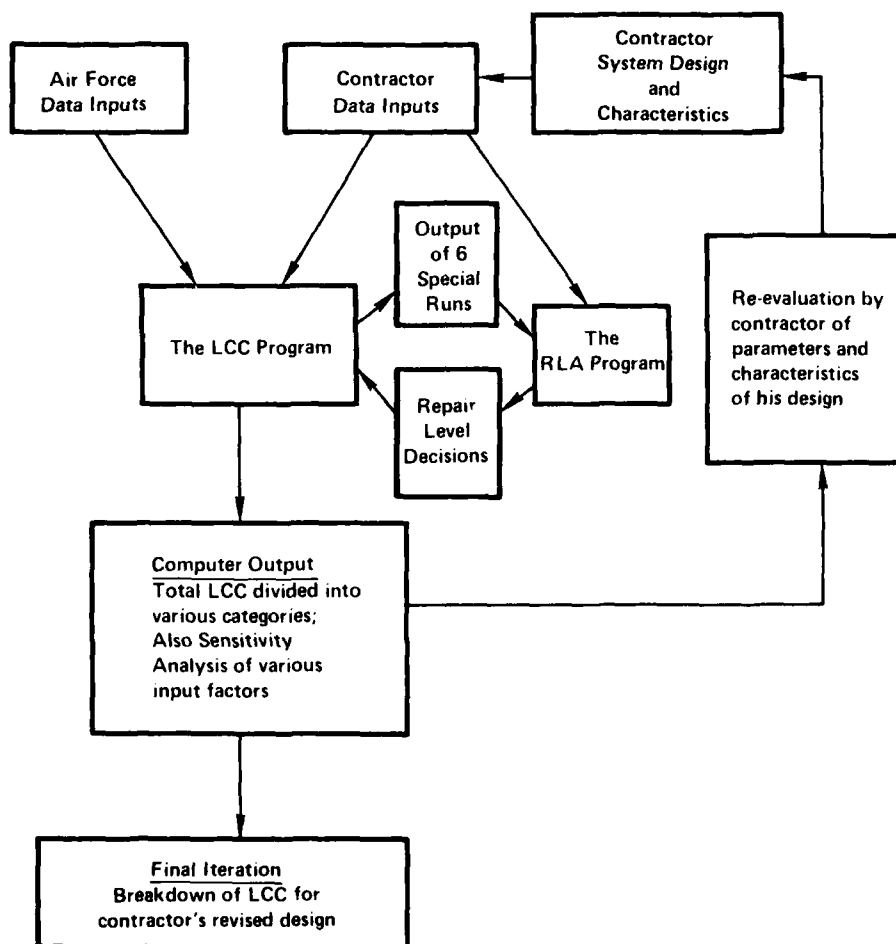 Air Force
Data Inputs
Contractor
Data Inputs
Contractor
System Design
and
Characteristics
Output
of 6
Special
Runs
Re-evaluation by
contractor of
parameters and
characteristics
of his design
The LCC Program
The
RLA Program
Repair
Level
Decisions
Computer Output
Total LCC divided into
various categories;
Also Sensitivity
Analysis of various
input factors
Final Iteration
Breakdown of LCC for
contractor's revised design